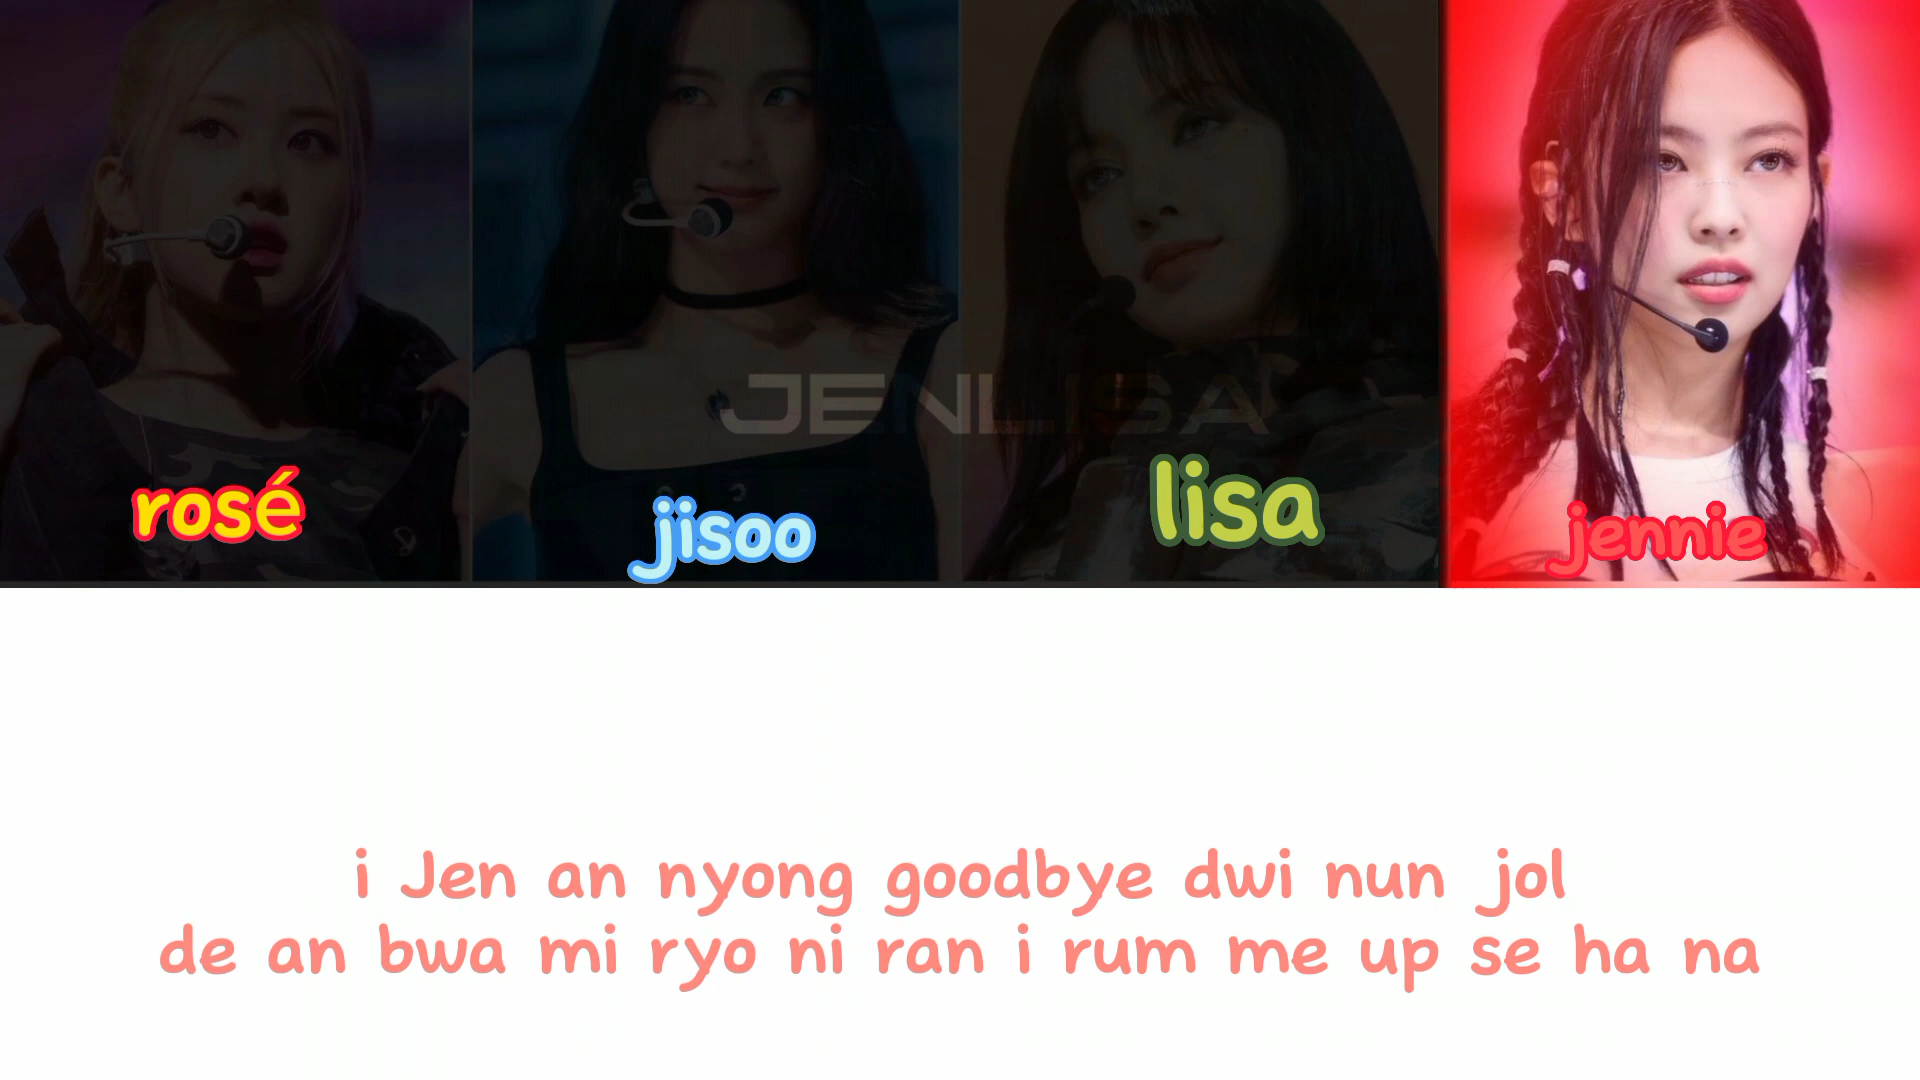 JENLISA
rosé
jisoo
lisa
jennie
i Jen an nyong goodbye dwi nun jol
de an bwa mi ryo ni ran i rum me up se ha na